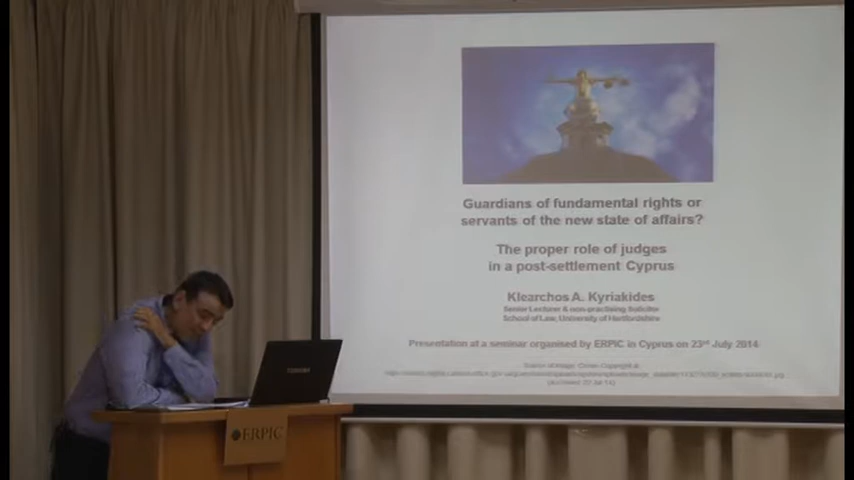 Guardians of fundamental rights or
servants of the new state of affairs?
The proper role of judges
in a post-settlement Cyprus
Klearchos A. Kyriakides
Senior Lecturer & non-practising Solicitor
School of Law, University of Hertfordshire
Presentation at a seminar organised by ERPIC in Cyprus on 23rd July 2014
TOSHIBA
ERPIC